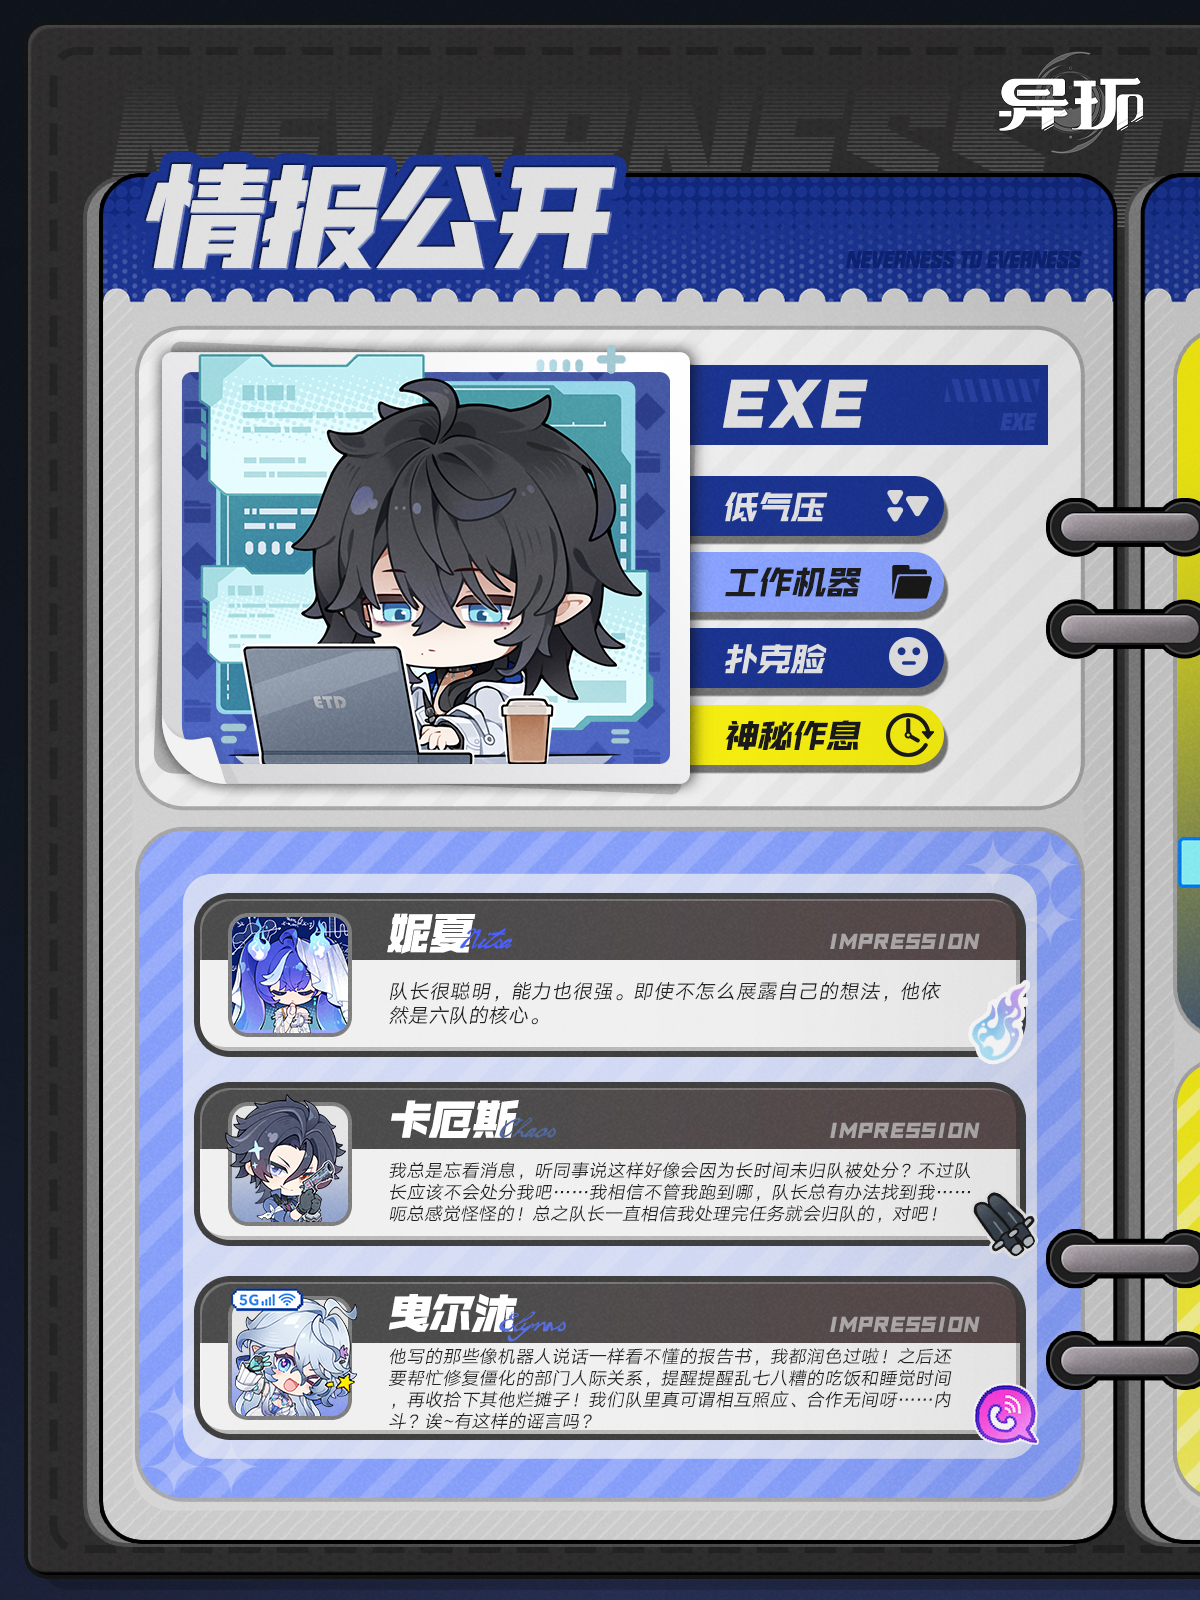 NEVERNESS T
异环
情报公开
NEVERNESS TO EVERNESS
EXE
EXE
低气压
工作机器
扑克脸
神秘作息
ETD
妮夏
Nitsa
IMPRESSION
队长很聪明，能力也很强。即使不怎么展露自己的想法，他依
然是六队的核心。
卡厄斯
Chaos
IMPRESSION
我总是忘看消息，听同事说这样好像会因为长时间未归队被处分？不过队
长应该不会处分我吧……我相信不管我跑到哪，队长总有办法找到我……
呃总感觉怪怪的！总之队长一直相信我处理完任务就会归队的，对吧！
5G
曳尔沐
IMPRESSION
他写的那些像机器人说话一样看不懂的报告书，我都润色过啦！之后还
要帮忙修复僵化的部门人际关系，提醒提醒乱七八糟的吃饭和睡觉时间
，再收拾下其他烂摊子！我们队里真可谓相互照应、合作无间呀……内
斗？诶~有这样的谣言吗？